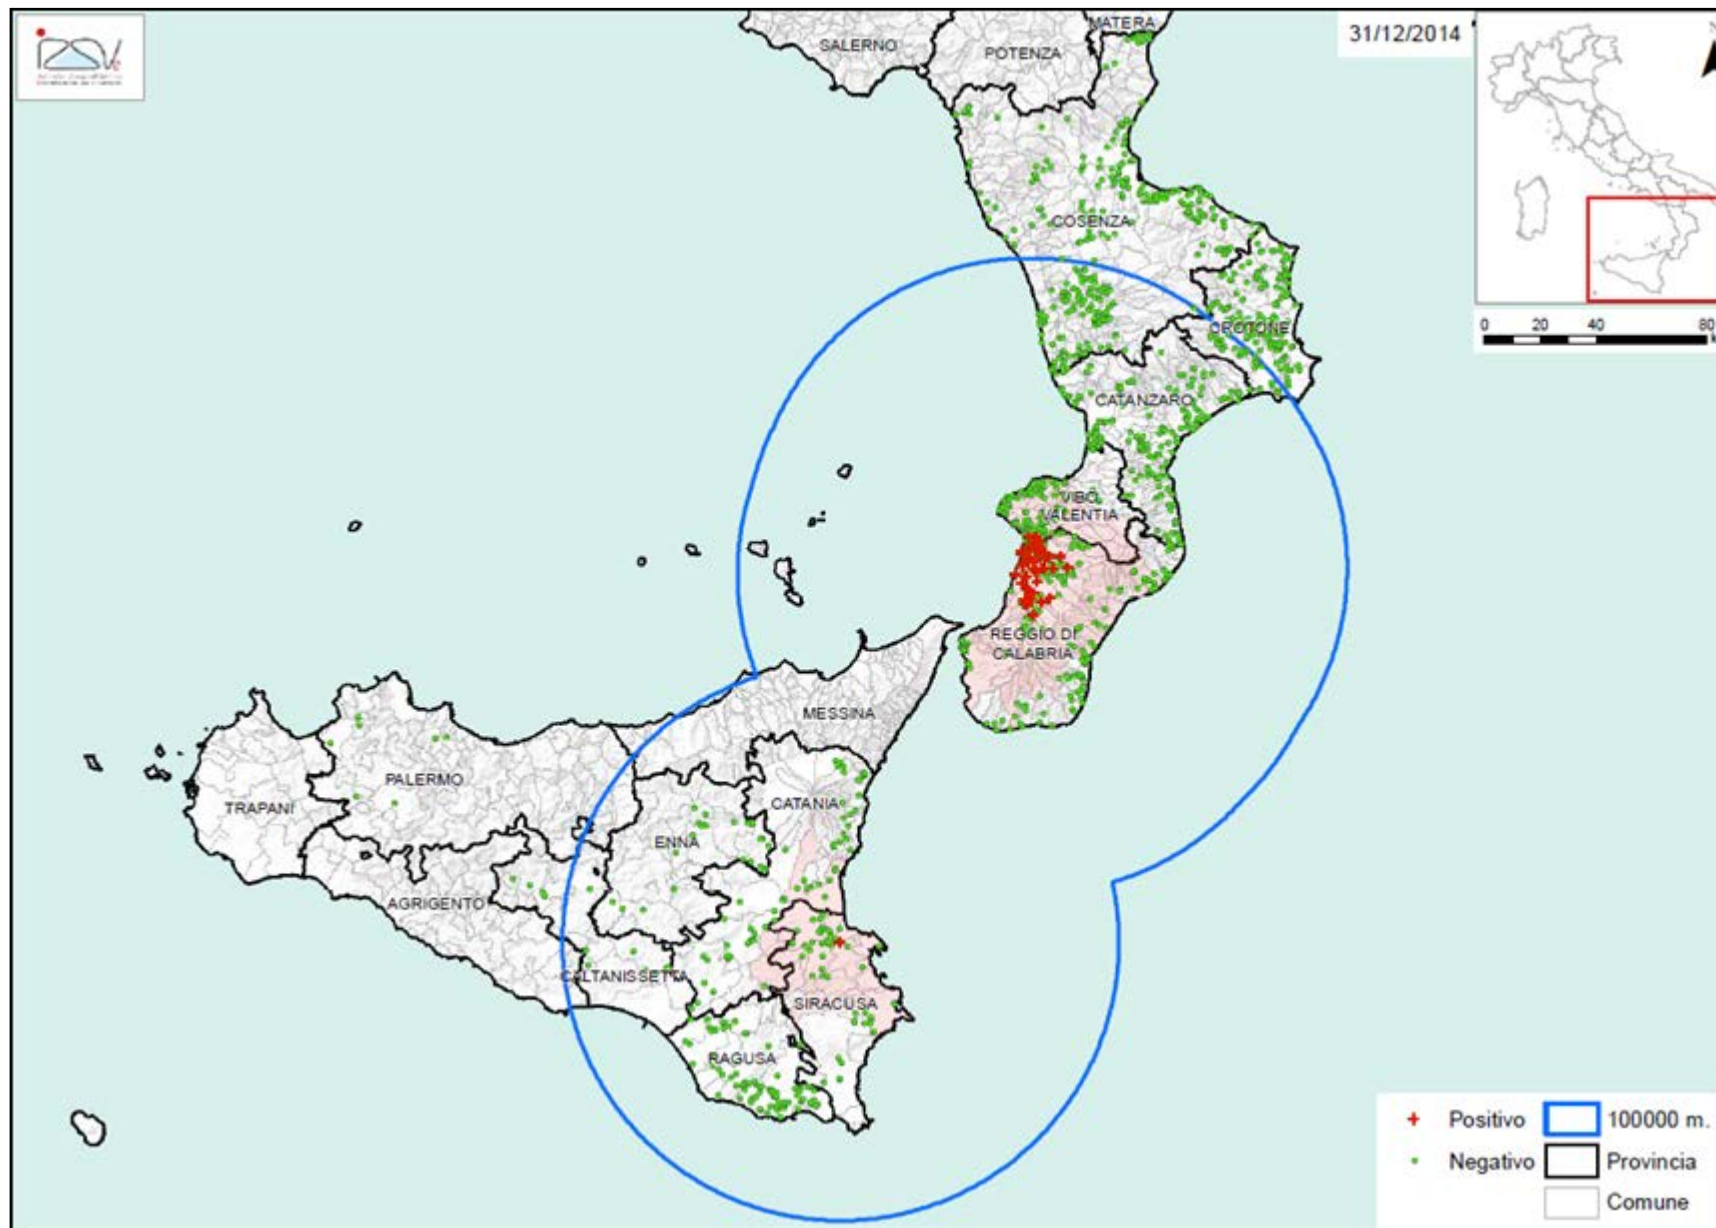 MATERA
SALERNO
POTENZA
31/12/2014
COSENZA
CROTONE
0 20 40 80
CATANZARO
VIBO
VALENTIA
REGGIO DI
CALABRIA
MESSINA
PALERMO
TRAPANI
CATANIA
ENNA
AGRIGENTO
CALTANISSETTA
SIRACUSA
RAGUSA
Positivo 100000 m.
Negativo Provincia
Comune